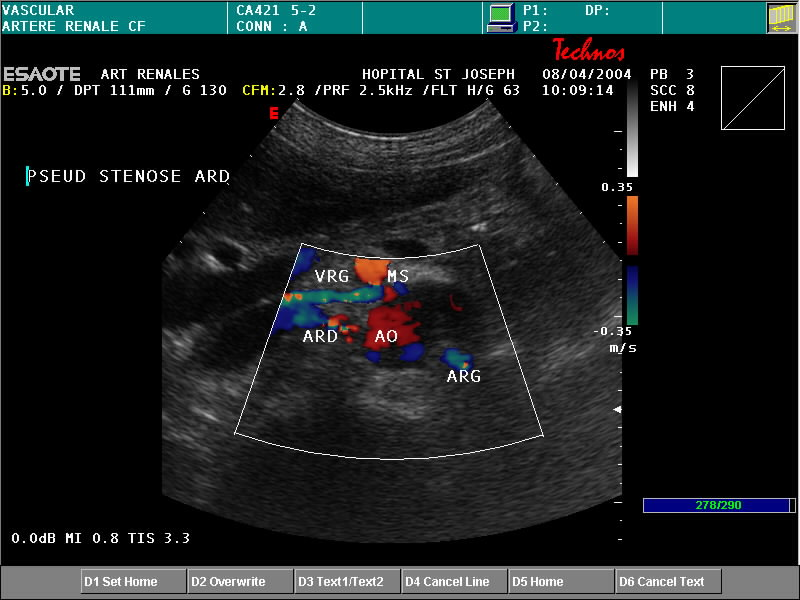 VASCULAR CA421 5-2 P1: DP:
ARTERE RENALE CF CONN : A P2:
Technos
ESAOTE ART RENALES HOPITAL ST JOSEPH 08/04/2004 PB 3
B:5.0 / DPT 111mm / G 130 CFM:2.8 /PRF 2.5kHz /FLT H/G 63 10:09:14 SCC 8
ENH 4
E
PSEUD STENOSE ARD
0.35
VRG MS
ARD AO
-0.35
m/s
ARG
278/290
0.0dB MI 0.8 TIS 3.3
D1 Set Home D2 Overwrite D3 Text1/Text2 D4 Cancel Line D5 Home D6 Cancel Text